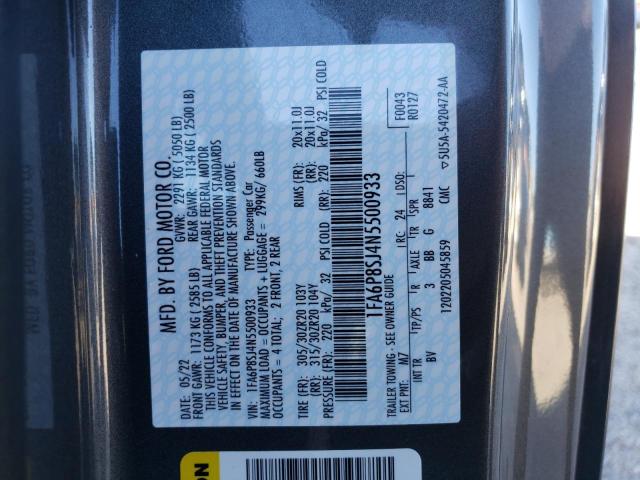 MFD. BY FORD MOTOR CO.
05/22
GVWR: 2291 KG ( 5050 LB)
FRONT GAWR: 1173 KG ( 2585 LB)
REAR GAWR: 1134 KG ( 2500 LB)
THIS VEHICLE CONFORMS TO ALL APPLICABLE FEDERAL MOTOR
VEHICLE SAFETY, BUMPER, AND THEFT PREVENTION STANDARDS
IN EFFECT ON THE DATE OF MANUFACTURE SHOWN ABOVE.
VIN: 1FA6P8SJ4N5500933 TYPE: Passenger Car
MAXIMUM LOAD = OCCUPANTS + LUGGAGE = 299KG/ 660LB
OCCUPANTS = 4 TOTAL; 2 FRONT, 2 REAR
TIRE (FR): 305/30ZR20 103Y RIMS (FR): 20x11.0J
(RR): 315/30ZR20 104Y (RR): 20x11.0J
PRESSURE (FR): 220 kPa/ 32 PSI COLD (RR): 220 kPa/ 32 PSI COLD
1FA6P8SJ4N5500933
TRAILER TOWING - SEE OWNER GUIDE
F0043
R0127
EXT PNT: M7 RC: 24 DSO:
INT TR TP/PS R AXLE TR SPR
BV 3 BB G 8841
CMC
1202205045859
▽5U5A-5420472-AA
ON